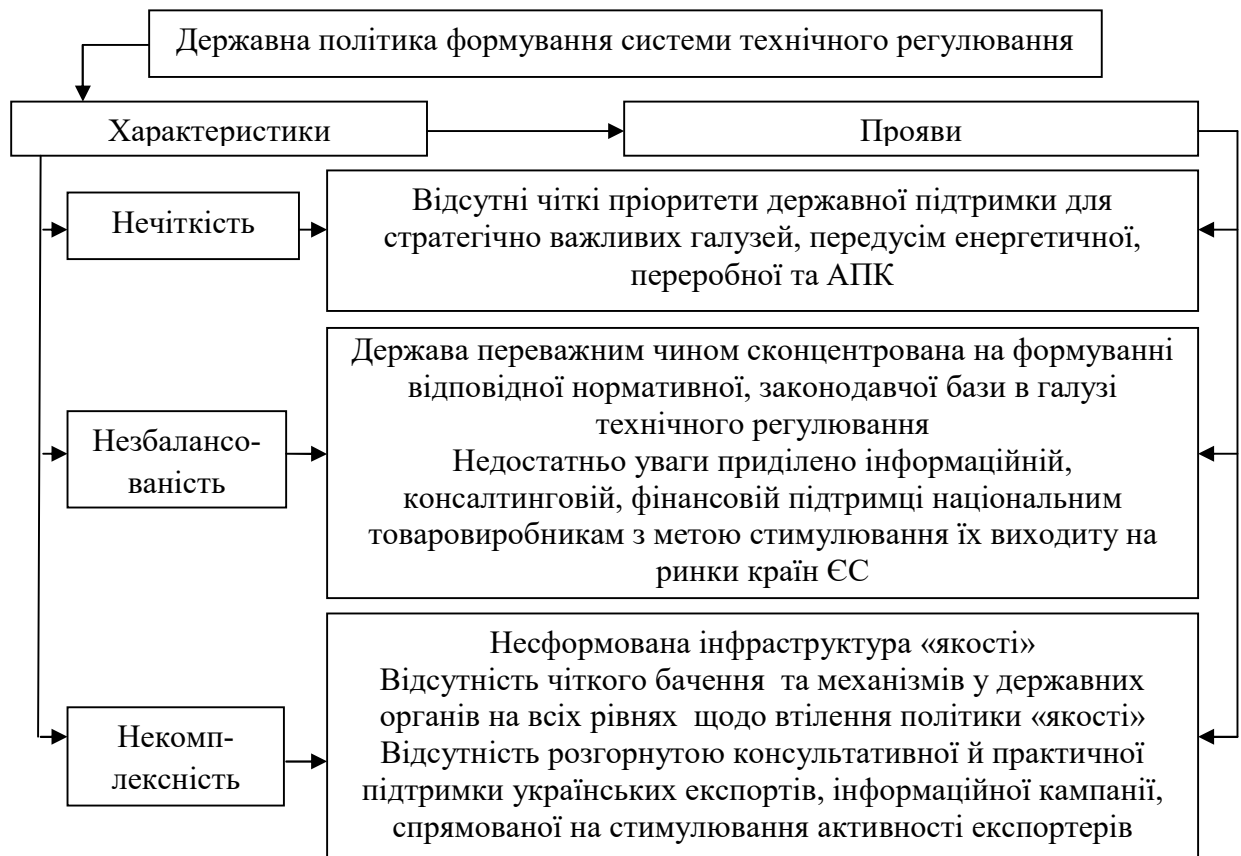 Державна політика формування системи технічного регулювання
Характеристики
Прояви
Нечіткість
Відсутні чіткі пріоритети державної підтримки для
стратегічно важливих галузей, передусім енергетичної,
переробної та АПК
Незбалансо-
ваність
Держава переважним чином сконцентрована на формуванні
відповідної нормативної, законодавчої бази в галузі
технічного регулювання
Недостатньо уваги приділено інформаційній,
консалтинговій, фінансовій підтримці національним
товаровиробникам з метою стимулювання їх виходиту на
ринки країн ЄС
Некомп-
лексність
Несформована інфраструктура «якості»
Відсутність чіткого бачення та механізмів у державних
органів на всіх рівнях щодо втілення політики «якості»
Відсутність розгорнутою консультативної й практичної
підтримки українських експортів, інформаційної кампанії,
спрямованої на стимулювання активності експортерів